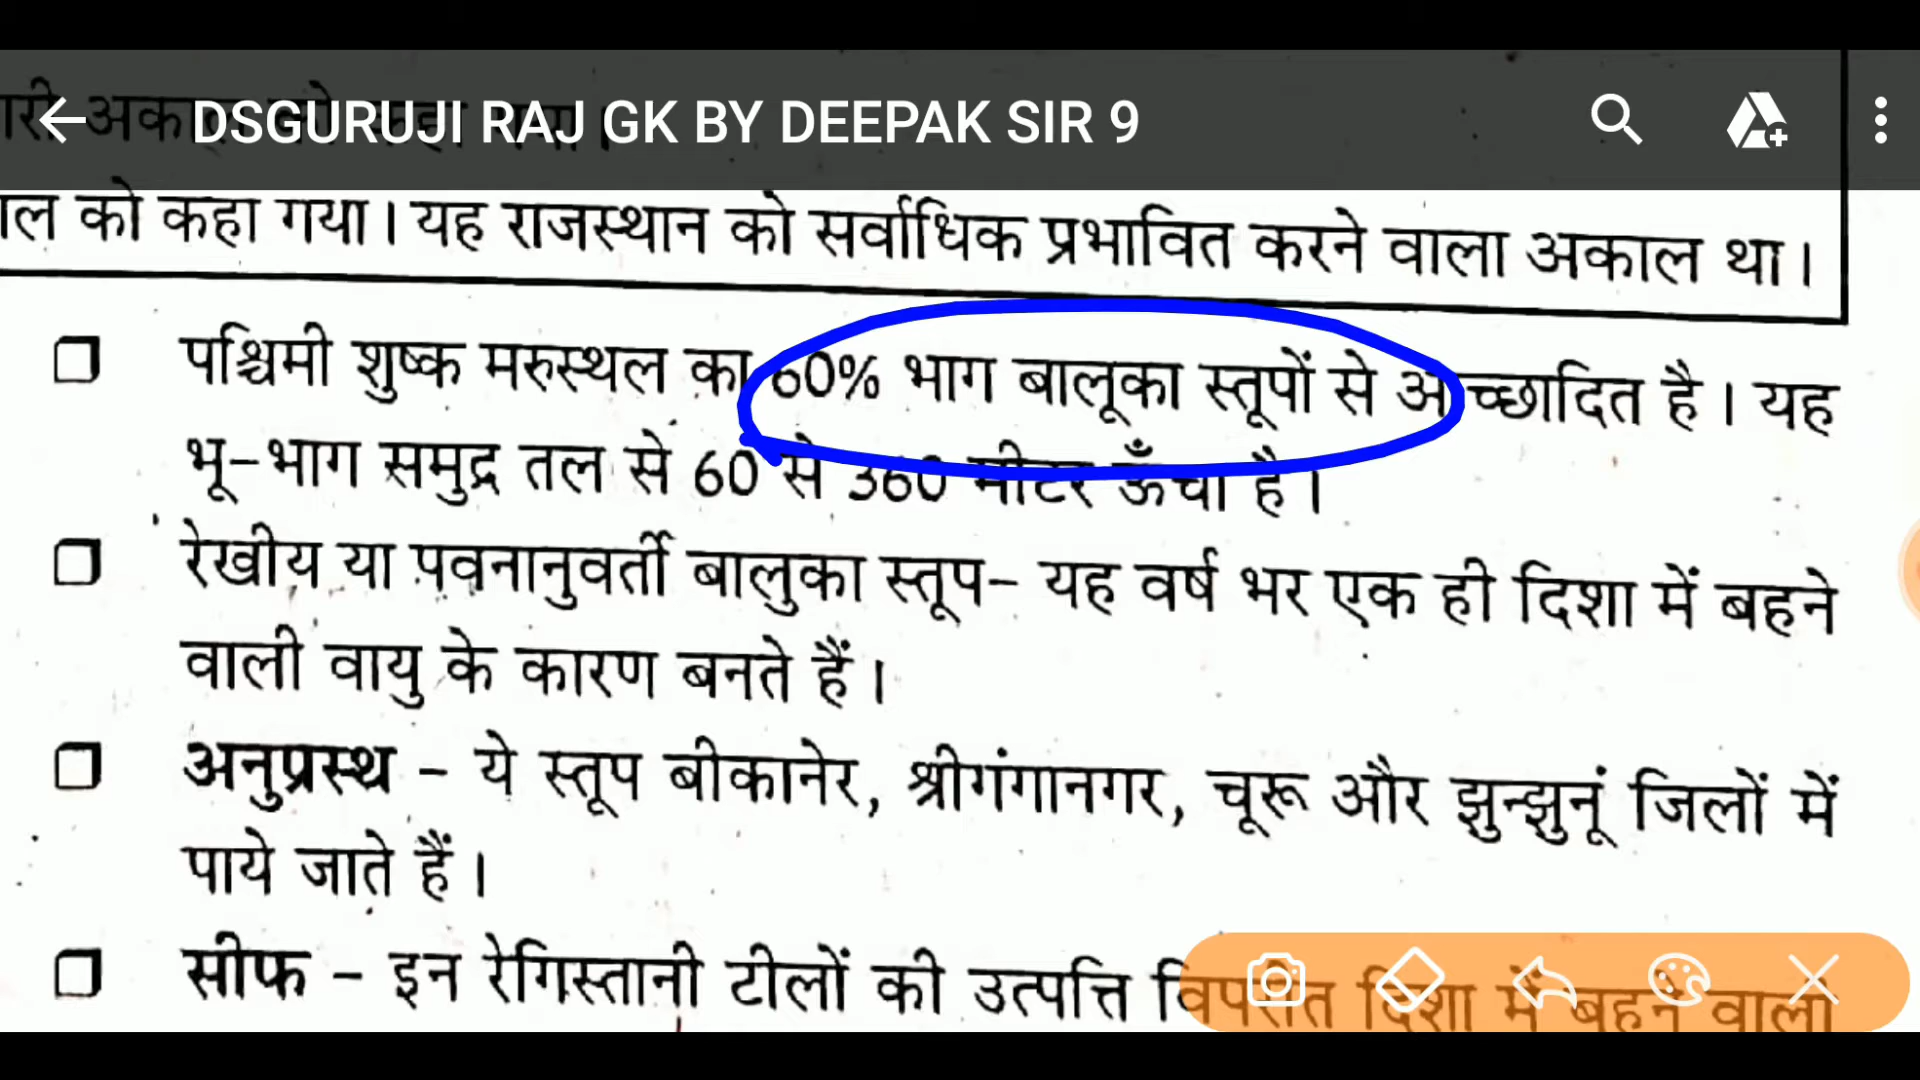 DSGURUJI RAJ GK BY DEEPAK SIR 9
को कहा गया। यह राजस्थान को सर्वाधिक प्रभावित करने वाला अकाल था।
पश्चिमी शुष्क मरुस्थल का 60% भाग बालूका स्तूपों से अच्छादित है। यह
भू-भाग समुद्र तल से 60 से 360 मीटर ऊँचा है।
रेखीय या पवनानुवर्ती बालुका स्तूप- यह वर्ष भर एक ही दिशा में बहने
वाली वायु के कारण बनते हैं।
अनुप्रस्थ - ये स्तूप बीकानेर, श्रीगंगानगर, चूरू और झुन्झुनूं जिलों में
पाये जाते हैं।
सीफ - इन रेगिस्तानी टीलों की उत्पत्ति विपरीत दिशा में बहने वाली